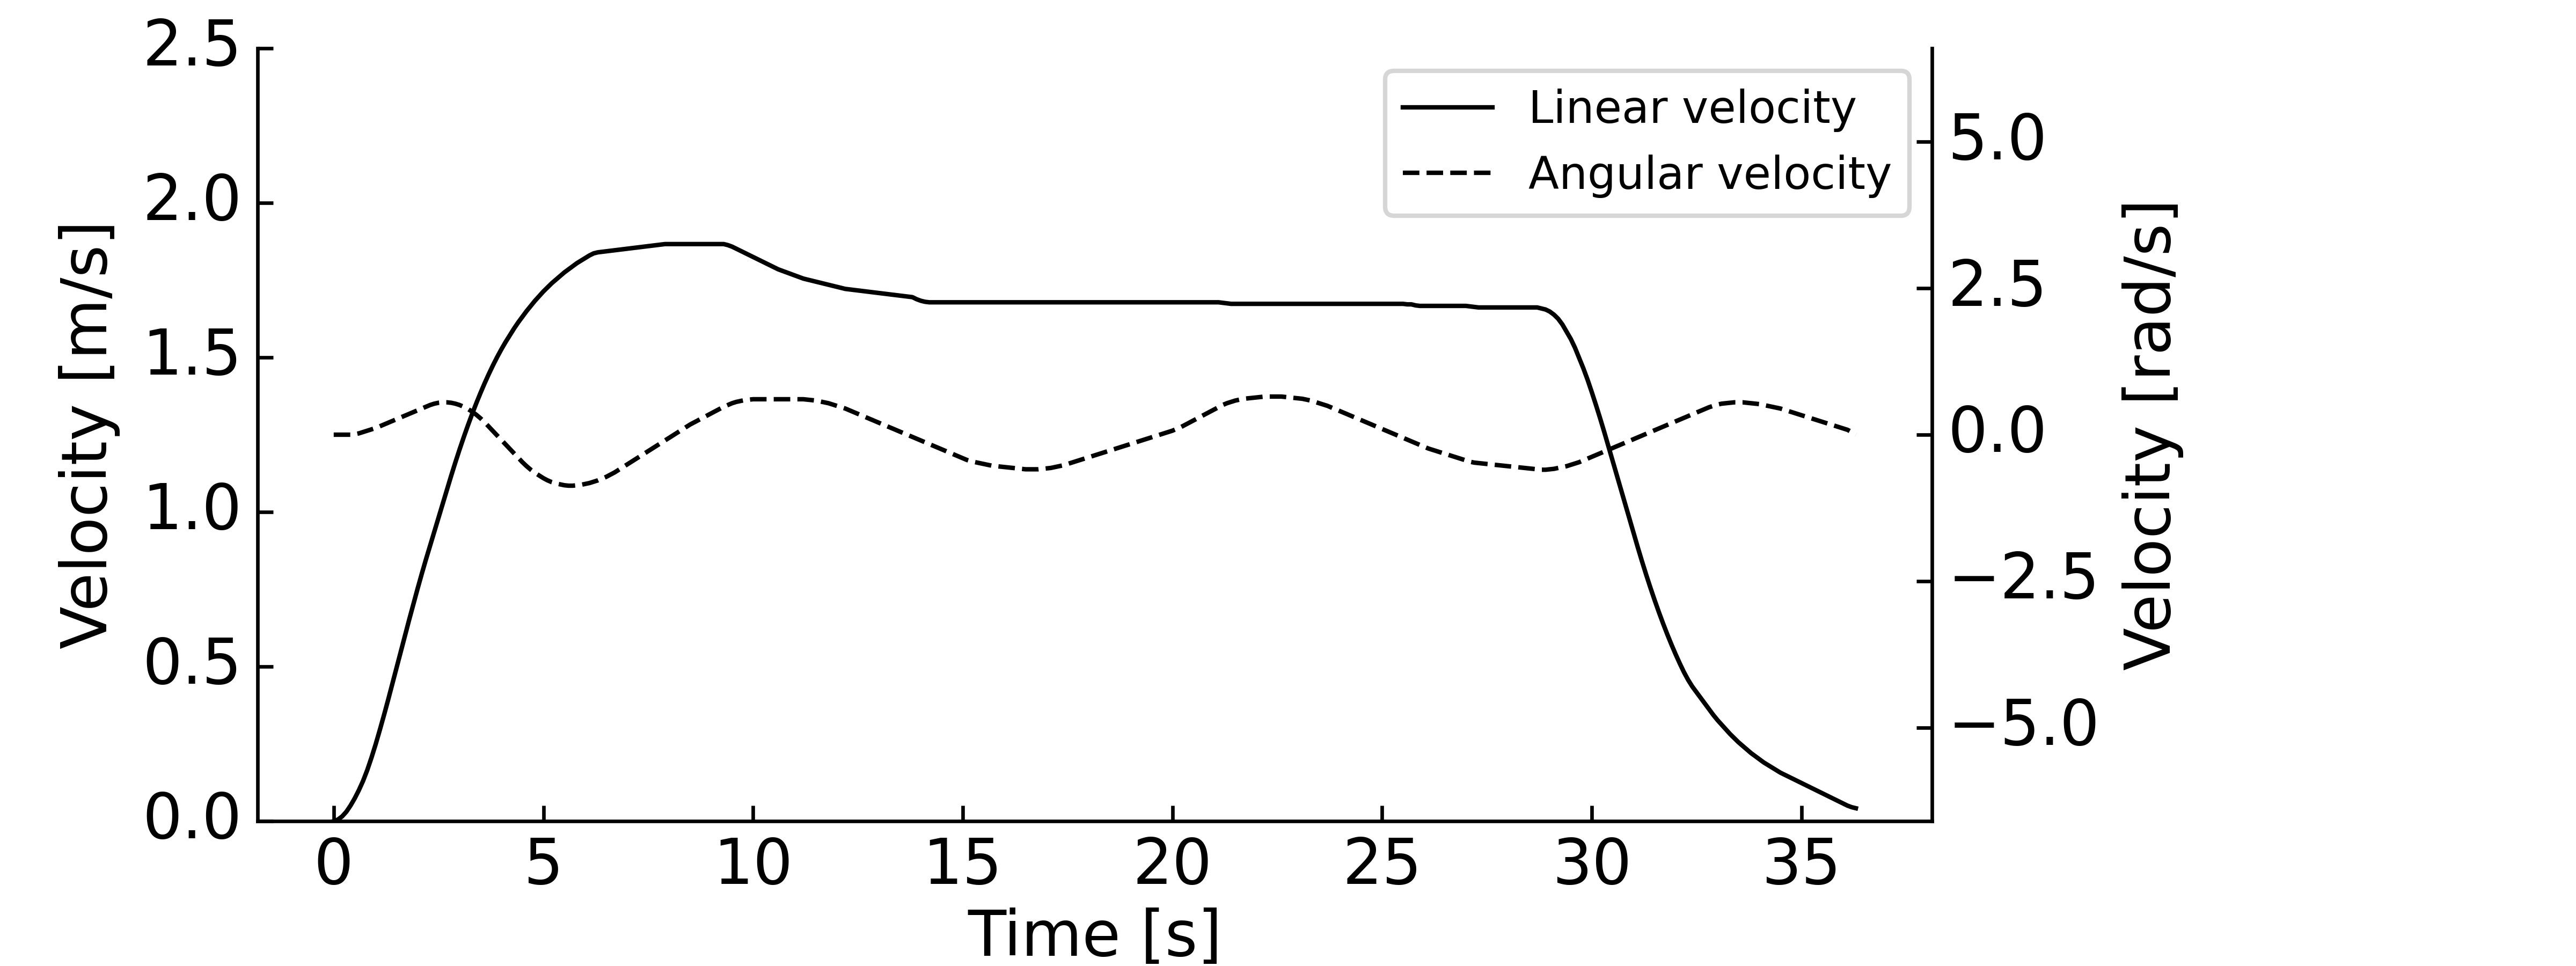 2.5
2.0
1.5
1.0
0.5
0.0
Velocity [m/s]
Linear velocity
Angular velocity
5.0
2.5
0.0
−2.5
−5.0
Velocity [rad/s]
0 5 10 15 20 25 30 35
Time [s]